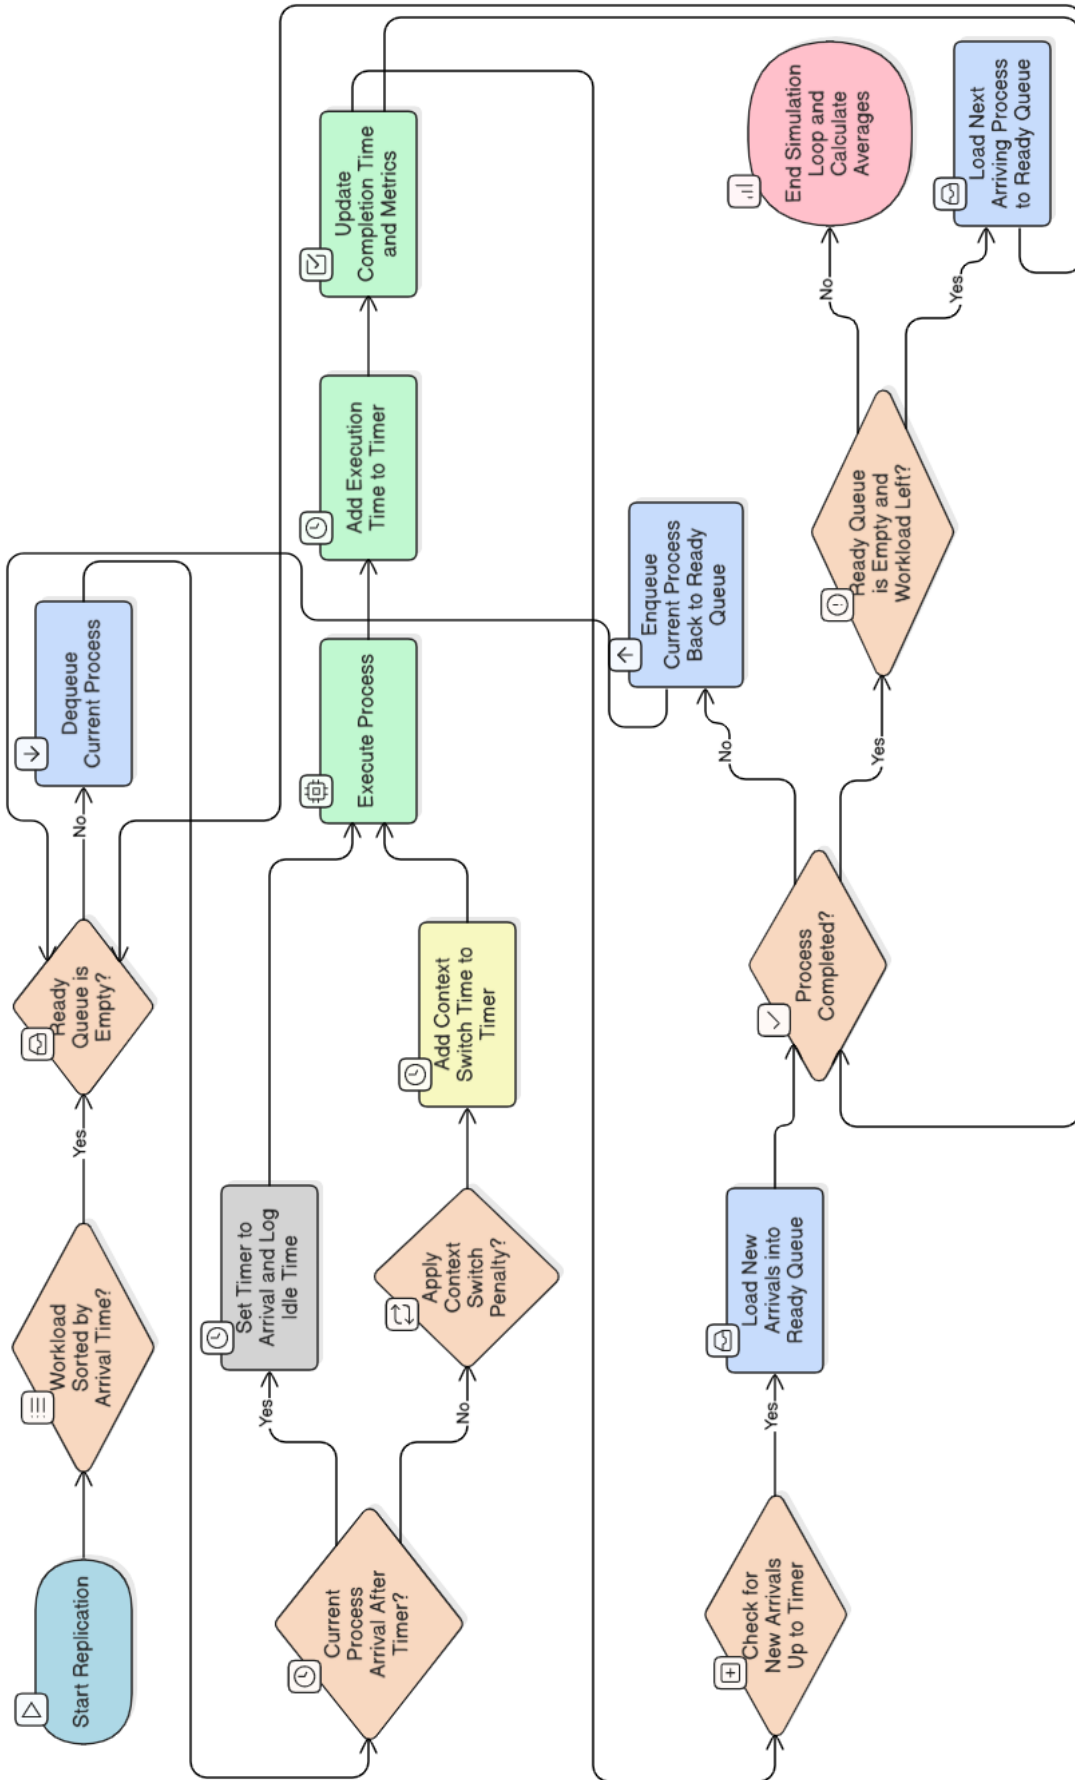 Start Replication
Workload
Sorted by
Arrival Time?
Yes
Ready
Queue is
Empty?
No
Dequeue
Current Process
Current
Process
Arrival After
Timer?
Yes
No
Set Timer to
Arrival and Log
Idle Time
Apply
Context
Switch
Penalty?
Add Context
Switch Time to
Timer
Execute Process
Add Execution
Time to Timer
Update
Completion Time
and Metrics
Check for
New Arrivals
Up to Timer
Yes
Load New
Arrivals into
Ready Queue
Process
Completed?
No
Yes
Enqueue
Current Process
Back to Ready
Queue
Ready Queue
is Empty and
Workload Left?
No
Yes
End Simulation
Loop and
Calculate
Averages
Load Next
Arriving Process
to Ready Queue